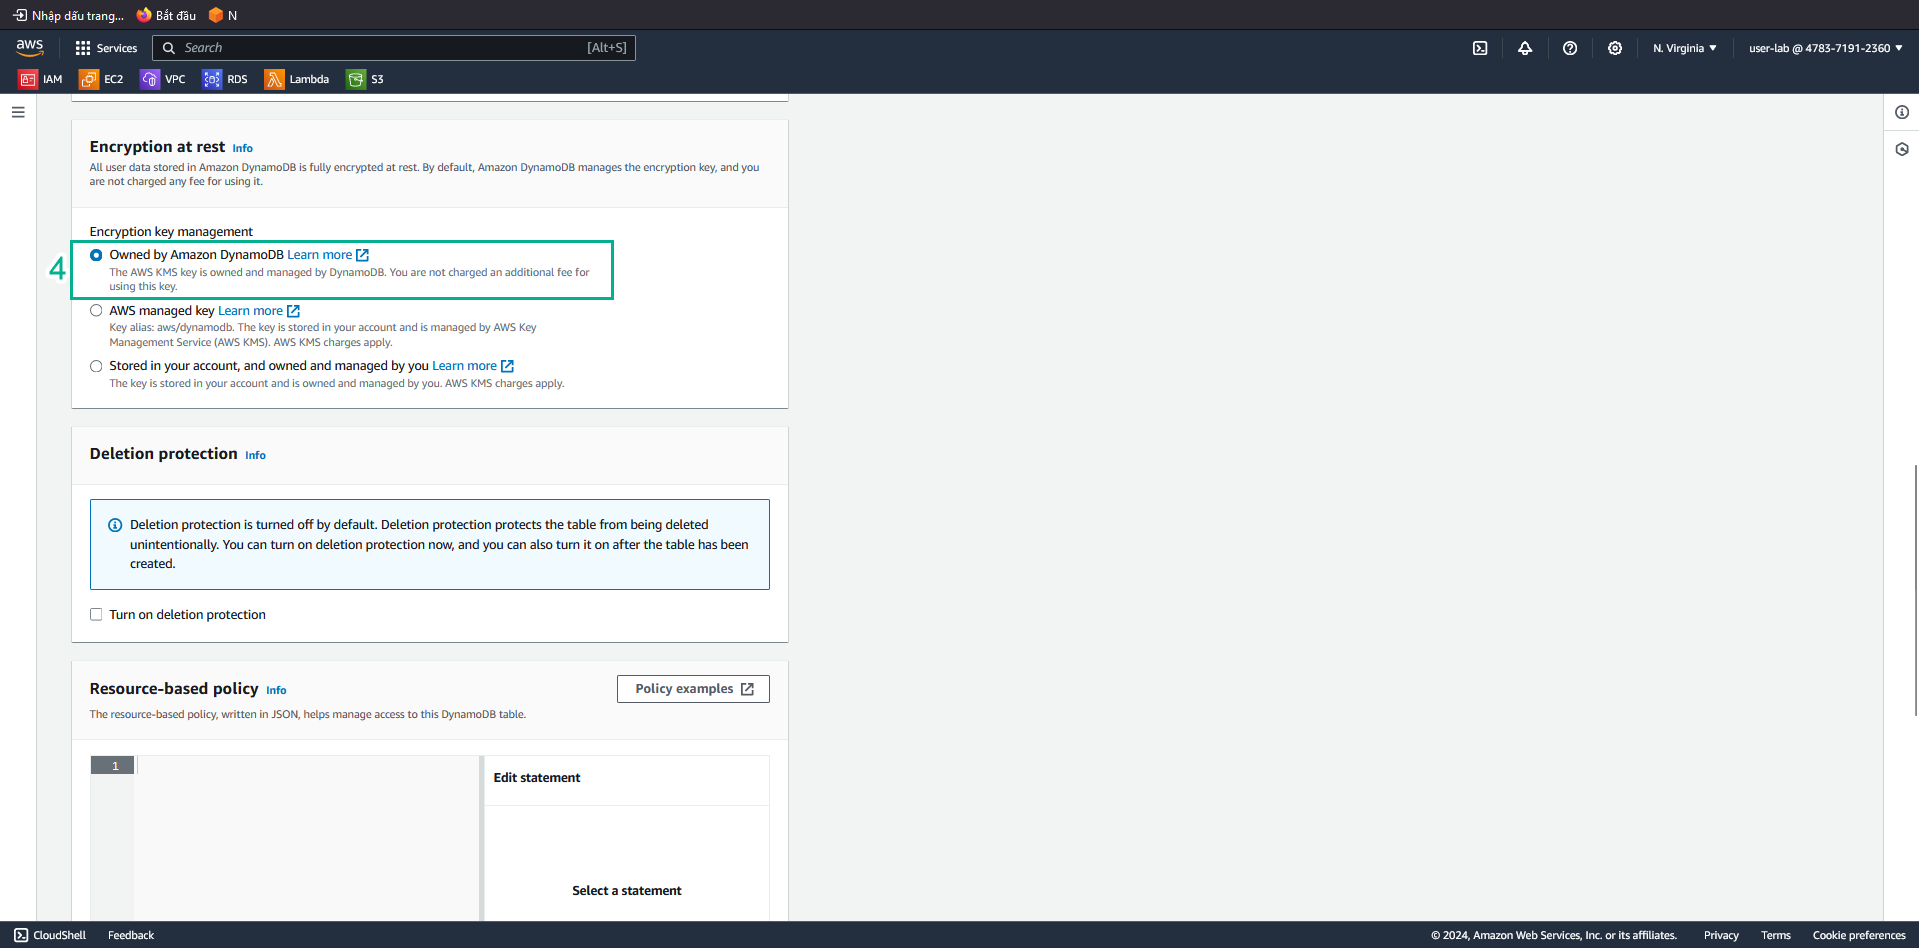 Nhập dấu trang... Bắt đầu N
aws Services Search [Alt+S] N. Virginia user-lab @ 4783-7191-2360
IAM EC2 VPC RDS Lambda S3
Encryption at rest Info
All user data stored in Amazon DynamoDB is fully encrypted at rest. By default, Amazon DynamoDB manages the encryption key, and you
are not charged any fee for using it.
Encryption key management
4
Owned by Amazon DynamoDB Learn more
The AWS KMS key is owned and managed by DynamoDB. You are not charged an additional fee for
using this key.
AWS managed key Learn more
Key alias: aws/dynamodb. The key is stored in your account and is managed by AWS Key
Management Service (AWS KMS). AWS KMS charges apply.
Stored in your account, and owned and managed by you Learn more
The key is stored in your account and is owned and managed by you. AWS KMS charges apply.
Deletion protection Info
Deletion protection is turned off by default. Deletion protection protects the table from being deleted
unintentionally. You can turn on deletion protection now, and you can also turn it on after the table has been
created.
Turn on deletion protection
Resource-based policy Info
Policy examples
The resource-based policy, written in JSON, helps manage access to this DynamoDB table.
1
Edit statement
Select a statement
CloudShell Feedback © 2024, Amazon Web Services, Inc. or its affiliates. Privacy Terms Cookie preferences